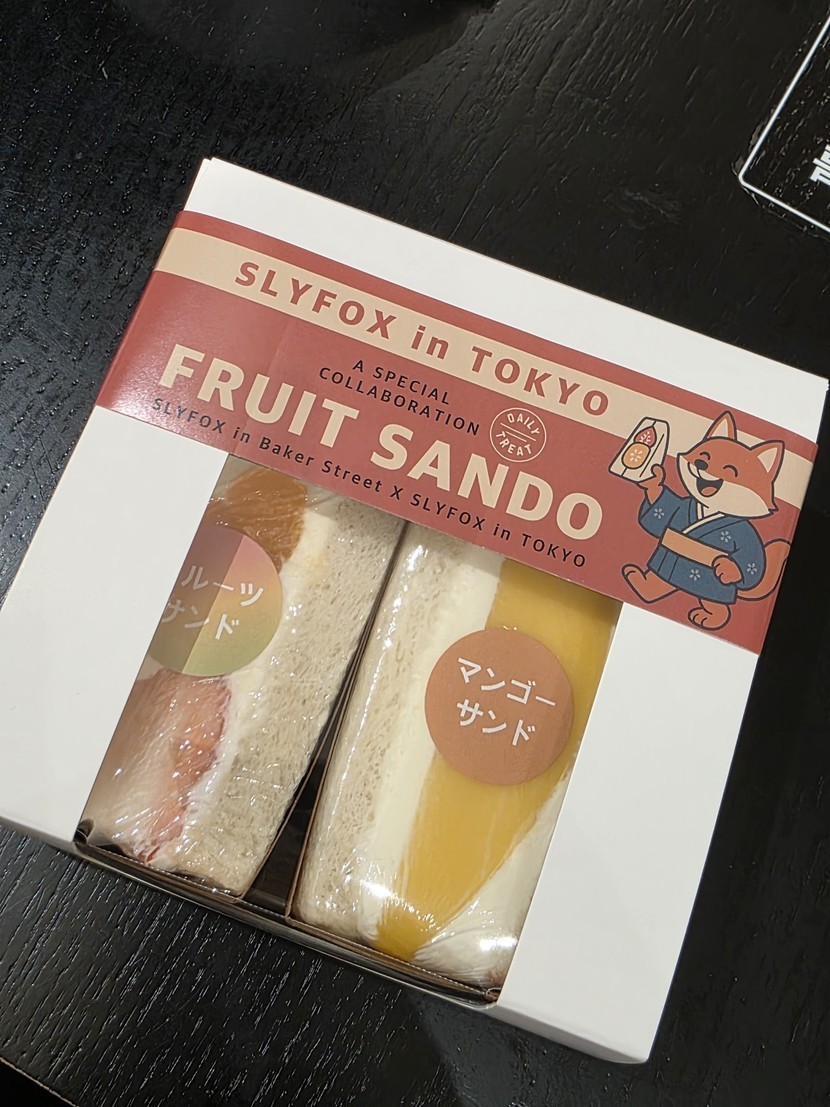 SLYFOX in TOKYO
A SPECIAL
COLLABORATION
DAILY
TREAT
FRUIT SANDO
SLYFOX in Baker Street X SLYFOX in TOKYO
ルーツ
サンド
マンゴー
サンド